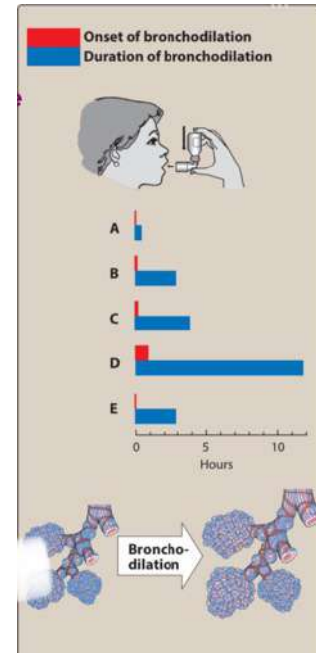 Onset of bronchodilation
Duration of bronchodilation
e
A
B
C
D
E
0 5 10
Hours
Broncho-
dilation